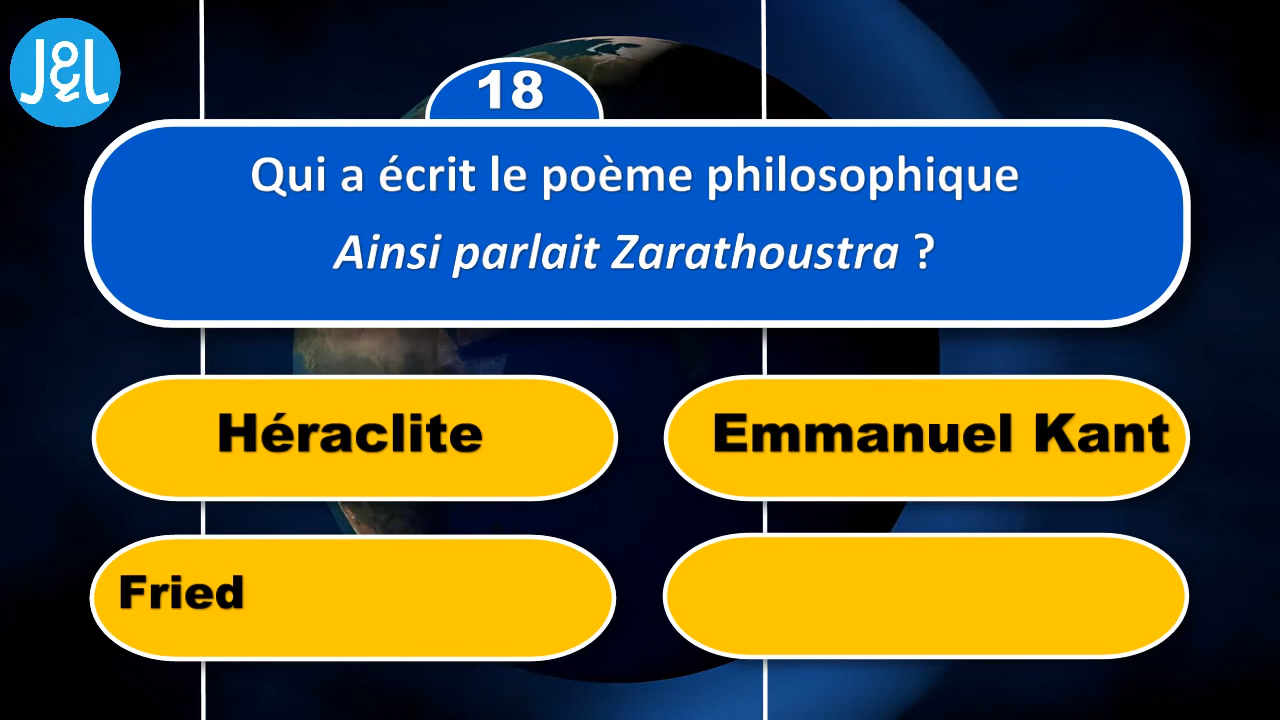 J&L
18
Qui a écrit le poème philosophique
Ainsi parlait Zarathoustra ?
Héraclite
Emmanuel Kant
Fried